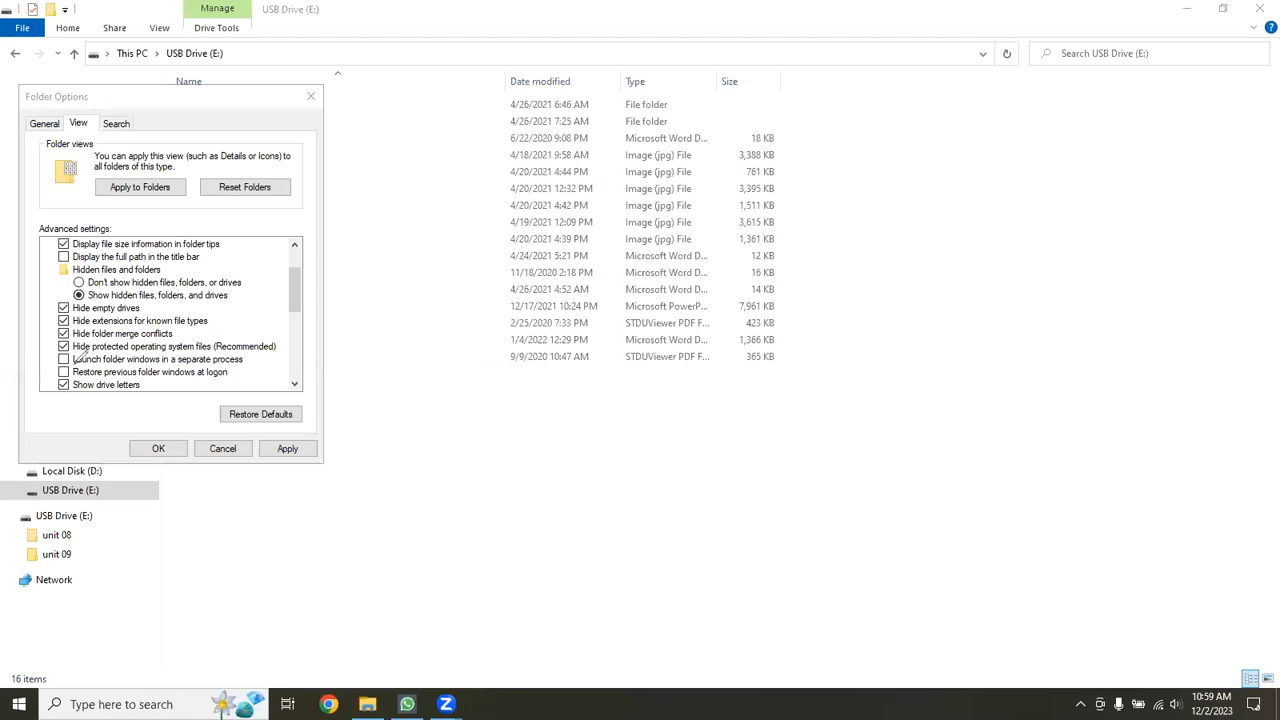 Manage
USB Drive (E:)
File
Home
Share
View
Drive Tools
This PC
USB Drive (E:)
Search USB Drive (E:)
Name
Date modified
Type
Size
Folder Options
General
View
Search
Folder views
You can apply this view (such as Details or Icons) to
all folders of this type.
Apply to Folders
Reset Folders
Advanced settings:
Display file size information in folder tips
Display the full path in the title bar
Hidden files and folders
Don't show hidden files, folders, or drives
Show hidden files, folders, and drives
Hide empty drives
Hide extensions for known file types
Hide folder merge conflicts
Hide protected operating system files (Recommended)
Launch folder windows in a separate process
Restore previous folder windows at logon
Show drive letters
Restore Defaults
OK
Cancel
Apply
4/26/2021 6:46 AM File folder
4/26/2021 7:25 AM File folder
6/22/2020 9:08 PM Microsoft Word D... 18 KB
4/18/2021 9:58 AM Image (jpg) File 3,388 KB
4/20/2021 4:44 PM Image (jpg) File 761 KB
4/20/2021 12:32 PM Image (jpg) File 3,395 KB
4/20/2021 4:42 PM Image (jpg) File 1,511 KB
4/19/2021 12:09 PM Image (jpg) File 3,615 KB
4/20/2021 4:39 PM Image (jpg) File 1,361 KB
4/24/2021 5:41 PM Microsoft Word D... 12 KB
11/18/2020 2:18 PM Microsoft Word D... 16 KB
4/26/2021 4:52 PM Microsoft Word D... 14 KB
12/17/2021 10:24 PM Microsoft PowerP... 7,961 KB
2/25/2020 7:33 PM STDUViewer PDF F... 423 KB
1/4/2022 12:29 PM Microsoft Word D... 1,366 KB
9/9/2020 10:47 AM STDUViewer PDF F... 365 KB
Local Disk (D:)
USB Drive (E:)
USB Drive (E:)
unit 08
unit 09
Network
16 items
Type here to search
10:59 AM
12/2/2023